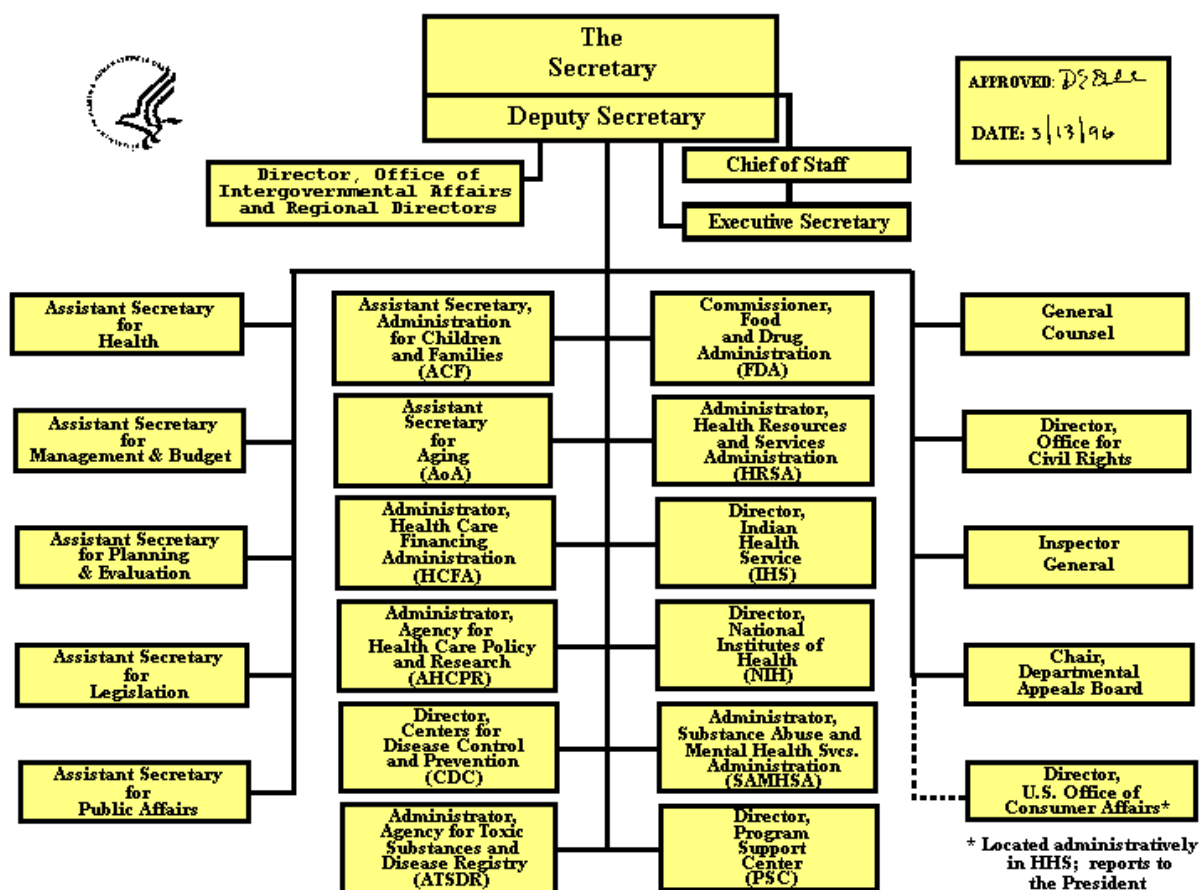 The
Secretary
Deputy Secretary
APPROVED:
DATE: 3/13/96
Director, Office of
Intergovernmental Affairs
and Regional Directors
Chief of Staff
Executive Secretary
Assistant Secretary
for
Health
Assistant Secretary
for
Management & Budget
Assistant Secretary
for Planning
& Evaluation
Assistant Secretary
for
Legislation
Assistant Secretary
for
Public Affairs
Assistant Secretary,
Administration
for Children
and Families
(ACF)
Assistant
Secretary
for
Aging
(AoA)
Administrator,
Health Care
Financing
Administration
(HCFA)
Administrator,
Agency for
Health Care Policy
and Research
(AHCPR)
Director,
Centers for
Disease Control
and Prevention
(CDC)
Administrator,
Agency for Toxic
Substances and
Disease Registry
(ATSDR)
Commissioner,
Food
and Drug
Administration
(FDA)
Administrator,
Health Resources
and Services
Administration
(HRSA)
Director,
Indian
Health
Service
(IHS)
Director,
National
Institutes of
Health
(NIH)
Administrator,
Substance Abuse and
Mental Health Svcs.
Administration
(SAMHSA)
Director,
Program
Support
Center
(PSC)
General
Counsel
Director,
Office for
Civil Rights
Inspector
General
Chair,
Departmental
Appeals Board
Director,
U.S. Office of
Consumer Affairs*
* Located administratively
in HHS; reports to
the President